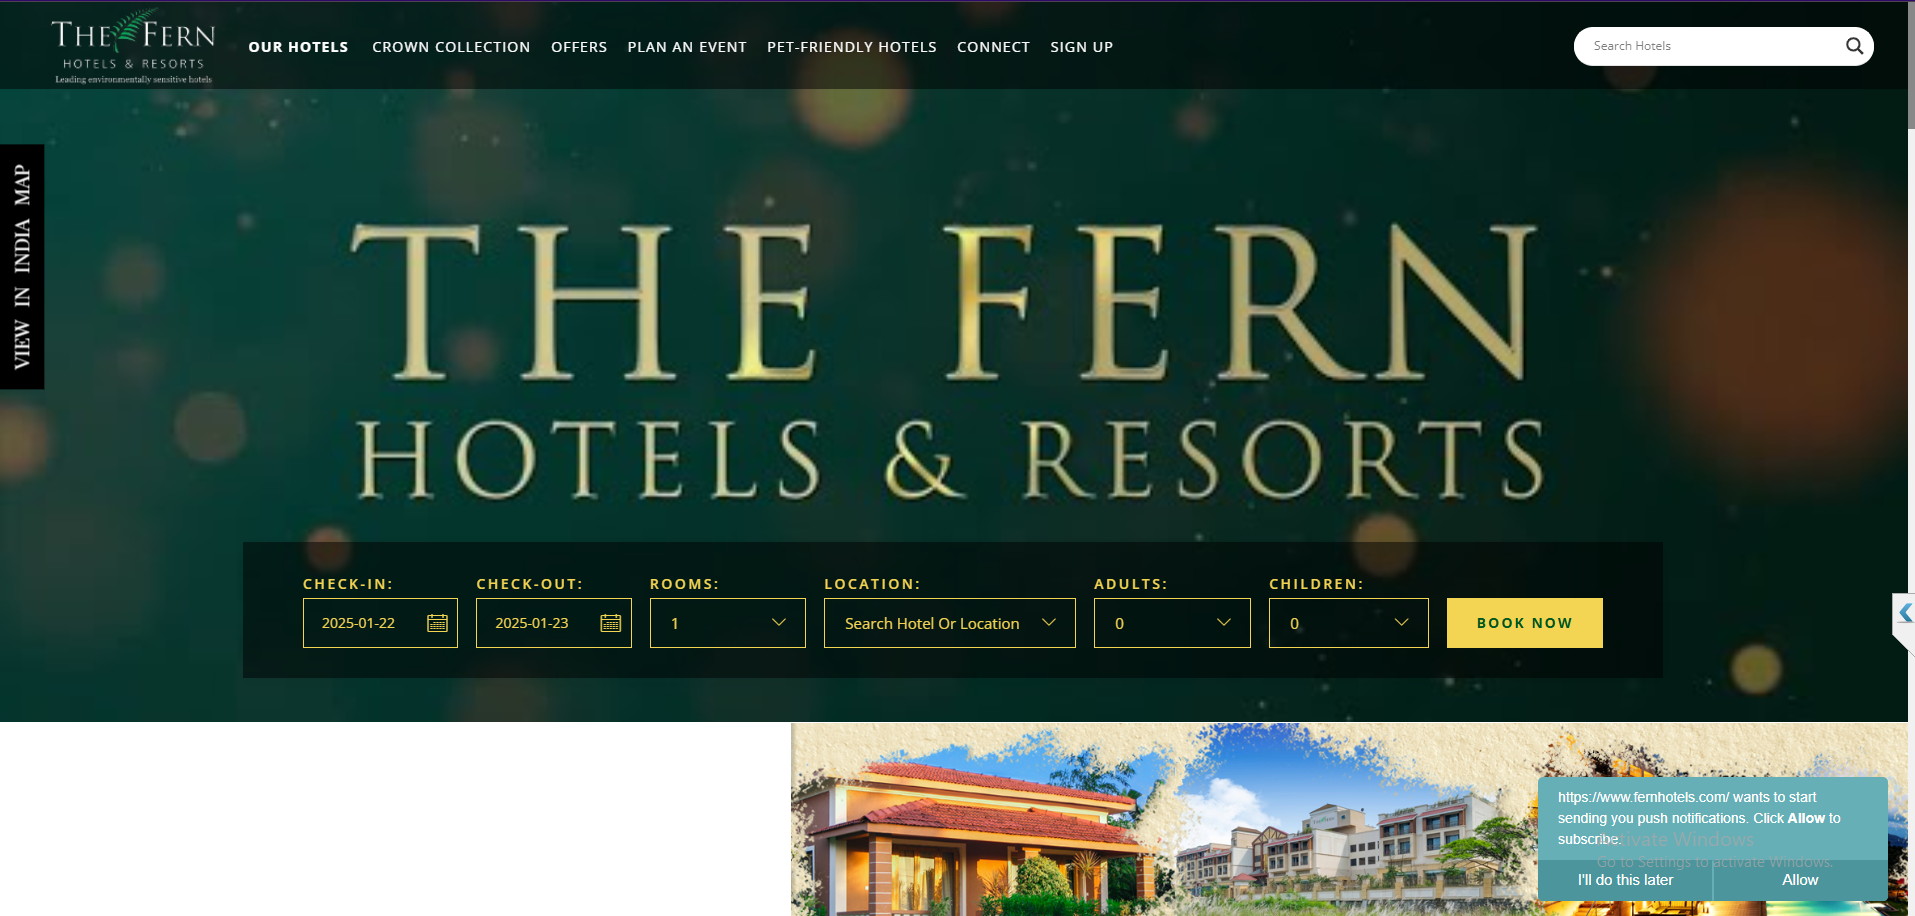 THE FERN
HOTELS & RESORTS
Leading environmentally sensitive hotels
OUR HOTELS
CROWN COLLECTION
OFFERS
PLAN AN EVENT
PET-FRIENDLY HOTELS
CONNECT
SIGN UP
Search Hotels
VIEW IN INDIA MAP
THE FERN
HOTELS & RESORTS
CHECK-IN:
2025-01-22
CHECK-OUT:
2025-01-23
ROOMS:
1
LOCATION:
Search Hotel Or Location
ADULTS:
0
CHILDREN:
0
BOOK NOW
https://www.fernhotels.com/ wants to start
sending you push notifications. Click Allow to
subscribe.
Activate Windows
Go to Settings to activate Windows.
I'll do this later
Allow